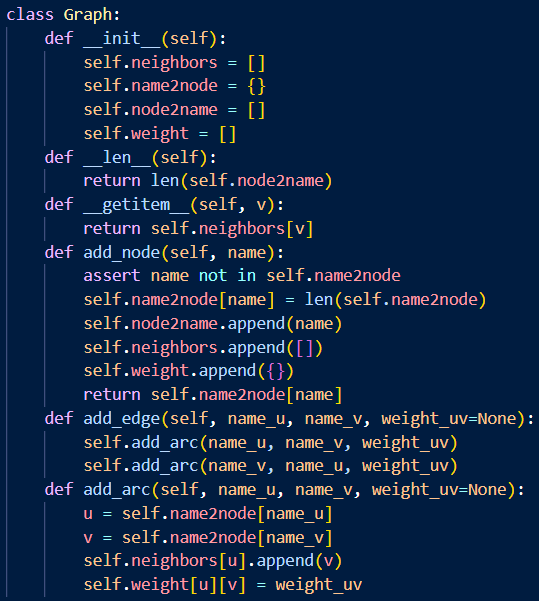 class Graph:
    def __init__(self):
        self.neighbors = []
        self.name2node = {}
        self.node2name = []
        self.weight = []
    def __len__(self):
        return len(self.node2name)
    def __getitem__(self, v):
        return self.neighbors[v]
    def add_node(self, name):
        assert name not in self.name2node
        self.name2node[name] = len(self.name2node)
        self.node2name.append(name)
        self.neighbors.append([])
        self.weight.append({})
        return self.name2node[name]
    def add_edge(self, name_u, name_v, weight_uv=None):
        self.add_arc(name_u, name_v, weight_uv)
        self.add_arc(name_v, name_u, weight_uv)
    def add_arc(self, name_u, name_v, weight_uv=None):
        u = self.name2node[name_u]
        v = self.name2node[name_v]
        self.neighbors[u].append(v)
        self.weight[u][v] = weight_uv